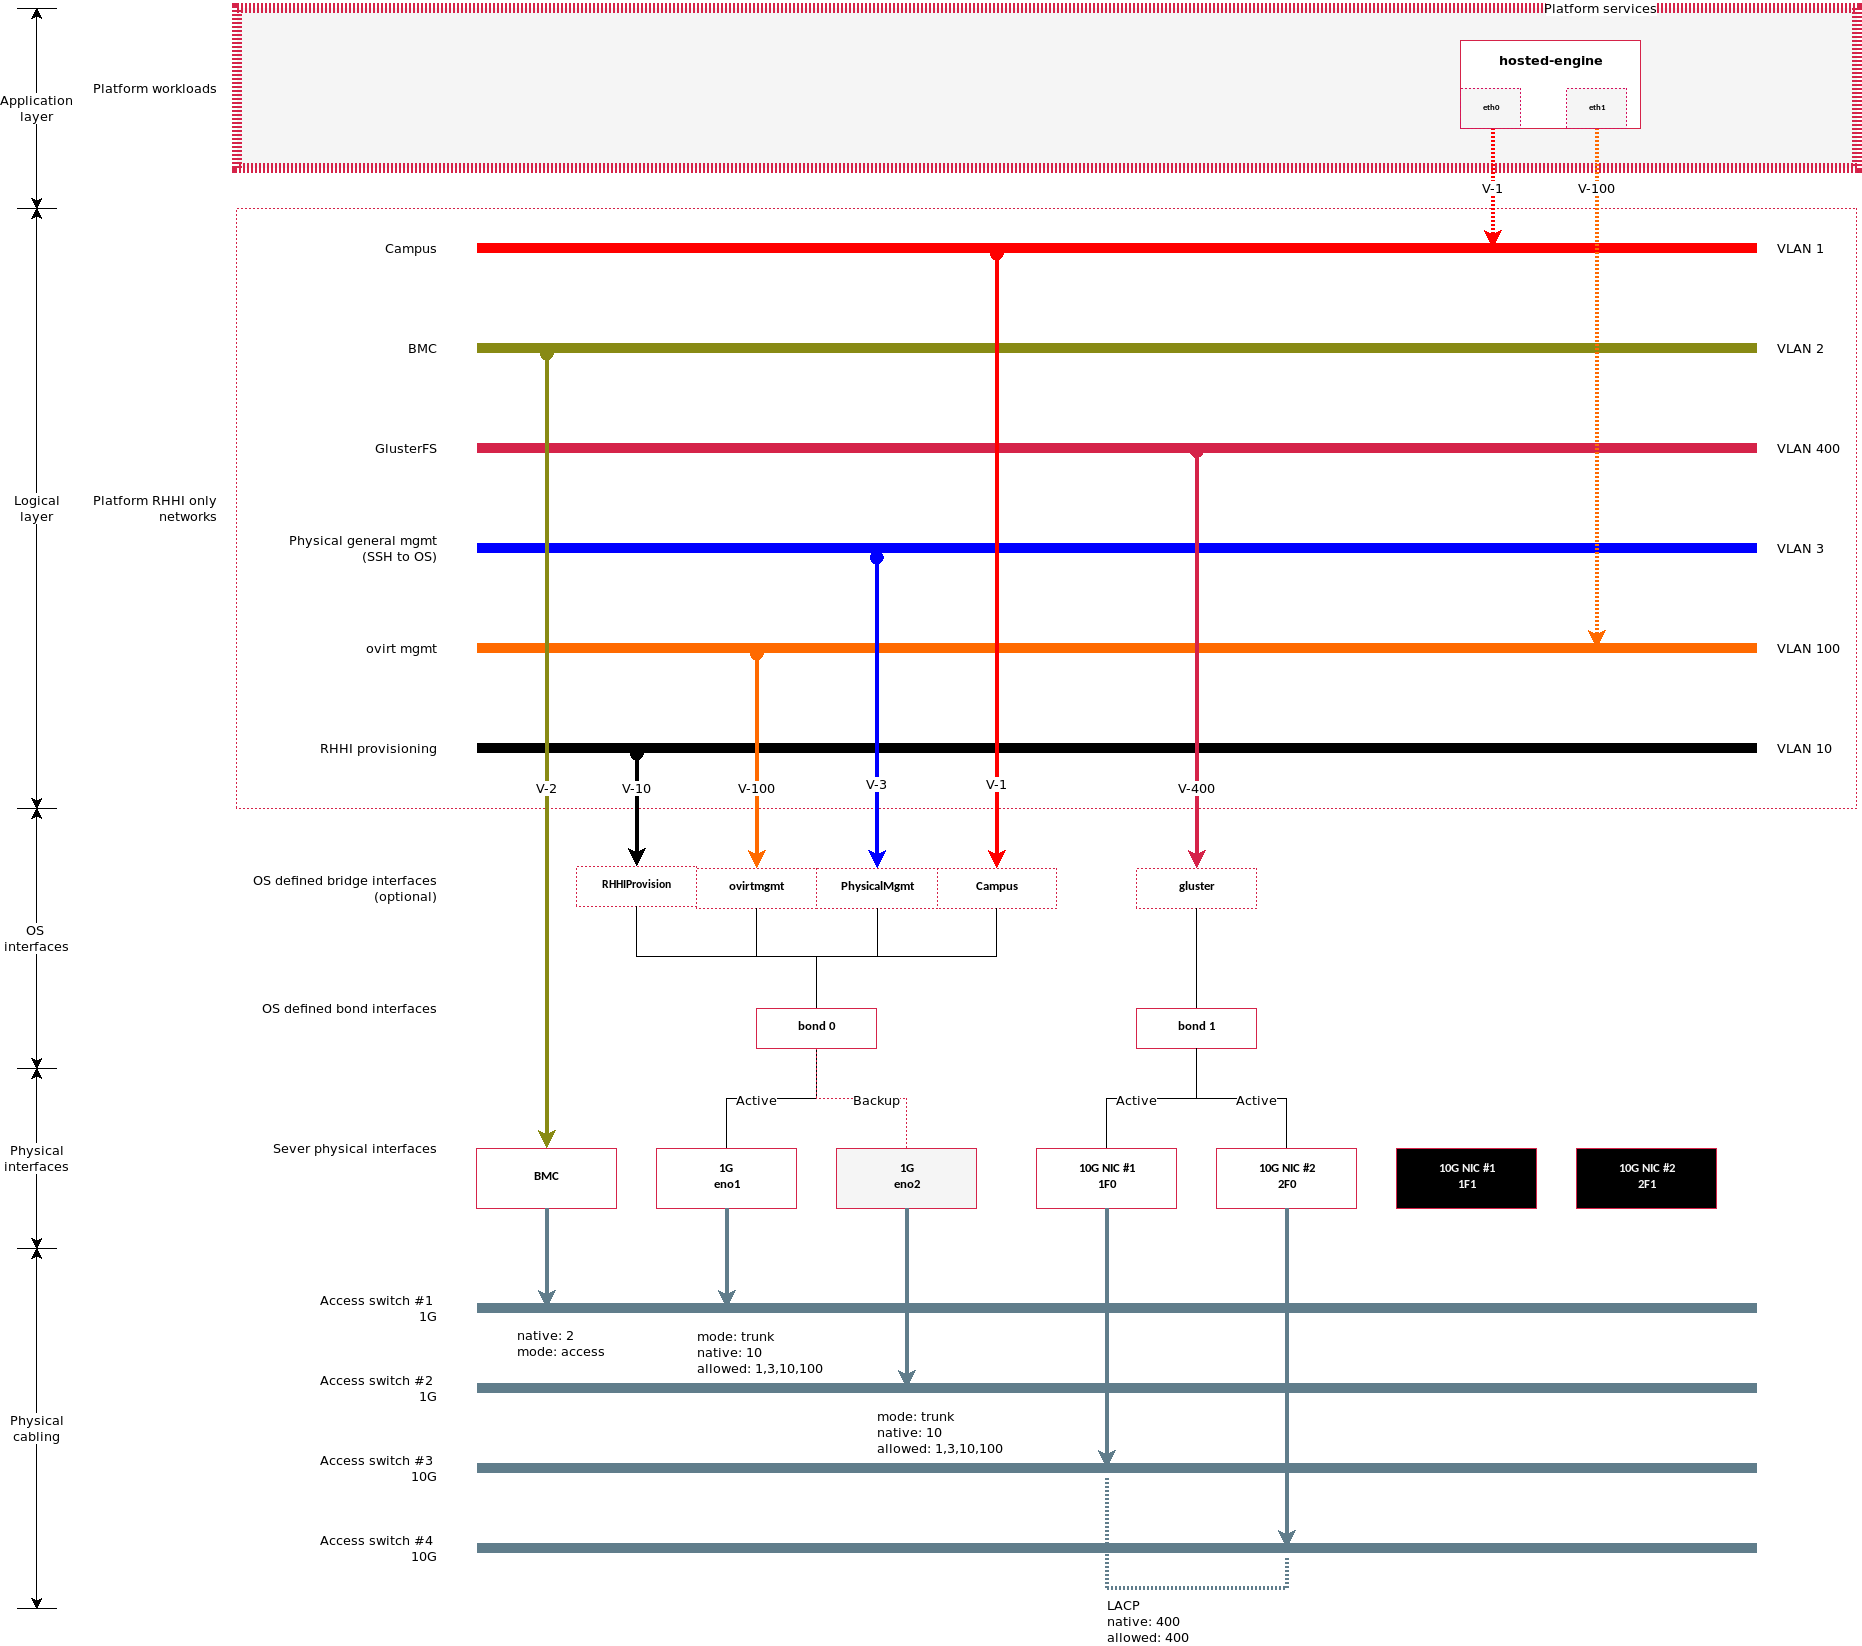 Platform services
hosted-engine
eth0
eth1
Platform workloads
Application
layer
V-1
V-100
Campus
VLAN 1
BMC
VLAN 2
GlusterFS
VLAN 400
Logical
layer
Platform RHHI only
networks
Physical general mgmt
(SSH to OS)
VLAN 3
ovirt mgmt
VLAN 100
RHHI provisioning
VLAN 10
V-2
V-10
V-100
V-3
V-1
V-400
OS defined bridge interfaces
(optional)
RHHIProvision
ovirtmgmt
PhysicalMgmt
Campus
gluster
OS
interfaces
OS defined bond interfaces
bond 0
bond 1
Active
Backup
Active
Active
Physical
interfaces
Sever physical interfaces
BMC
1G
eno1
1G
eno2
10G NIC #1
1F0
10G NIC #2
2F0
10G NIC #1
1F1
10G NIC #2
2F1
Access switch #1
1G
native: 2
mode: access
mode: trunk
native: 10
allowed: 1,3,10,100
Access switch #2
1G
Physical
cabling
mode: trunk
native: 10
allowed: 1,3,10,100
Access switch #3
10G
Access switch #4
10G
LACP
native: 400
allowed: 400